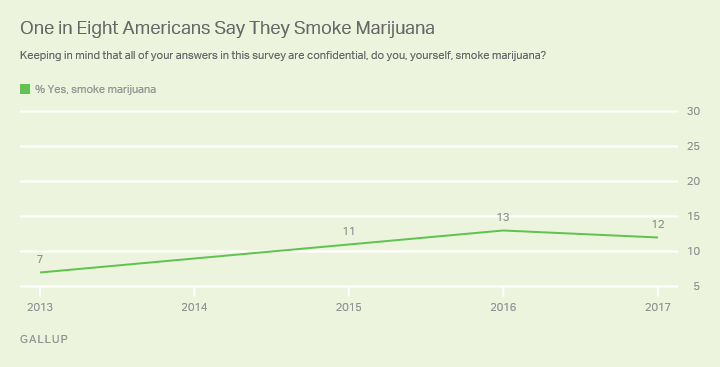 One in Eight Americans Say They Smoke Marijuana
Keeping in mind that all of your answers in this survey are confidential, do you, yourself, smoke marijuana?
% Yes, smoke marijuana
30
25
20
15
10
5
7
11
13
12
2013 2014 2015 2016 2017
GALLUP